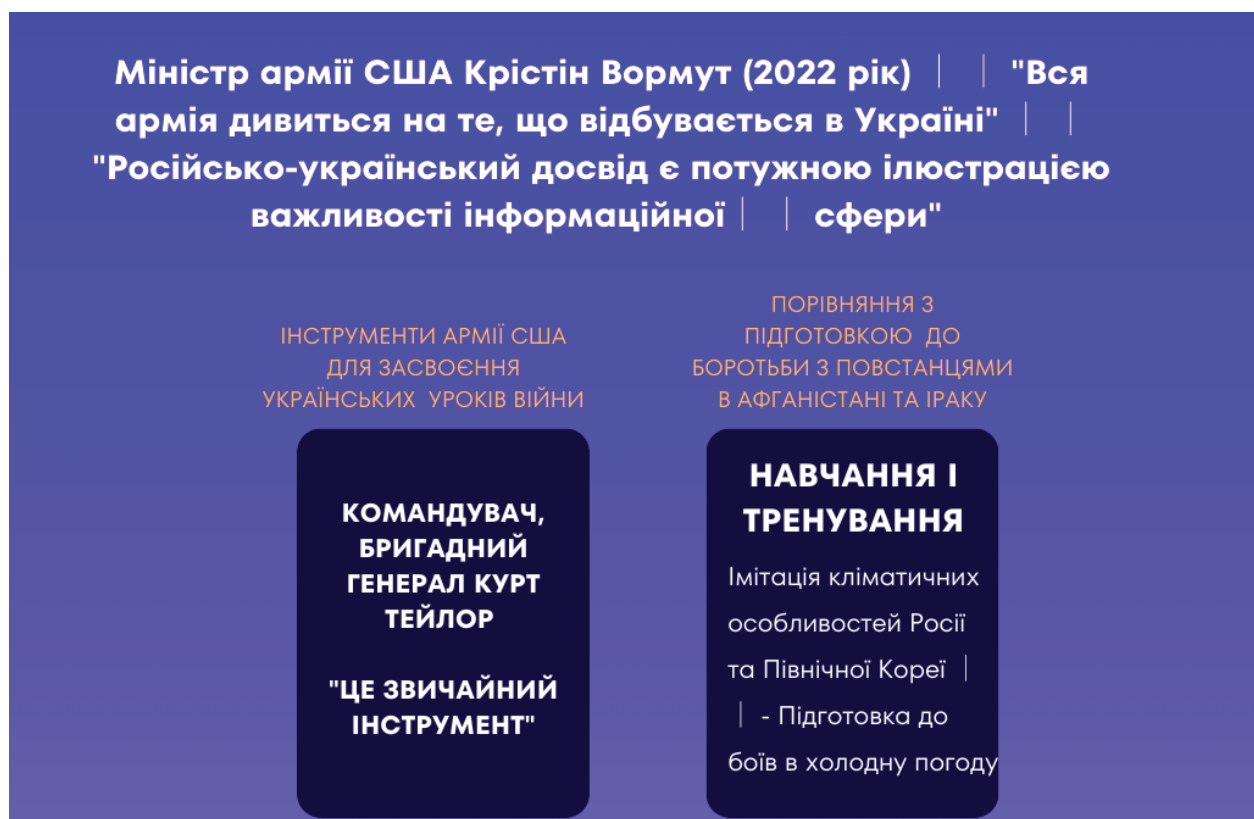 Міністр армії США Крістін Вормут (2022 рік) | | "Вся
армія дивиться на те, що відбувається в Україні" | |
"Російсько-український досвід є потужною ілюстрацією
важливості інформаційної | | сфери"
ІНСТРУМЕНТИ АРМІЇ США
ДЛЯ ЗАСВОЄННЯ
УКРАЇНСЬКИХ УРОКІВ ВІЙНИ
КОМАНДУВАЧ,
БРИГАДНИЙ
ГЕНЕРАЛ КУРТ
ТЕЙЛОР
"ЦЕ ЗВИЧАЙНИЙ
ІНСТРУМЕНТ"
ПОРІВНЯННЯ З
ПІДГОТОВКОЮ ДО
БОРОТЬБИ З ПОВСТАНЦЯМИ
В АФГАНІСТАНІ ТА ІРАКУ
НАВЧАННЯ І
ТРЕНУВАННЯ
Імітація кліматичних
особливостей Росії
та Північної Кореї |
| - Підготовка до
боїв в холодну погоду